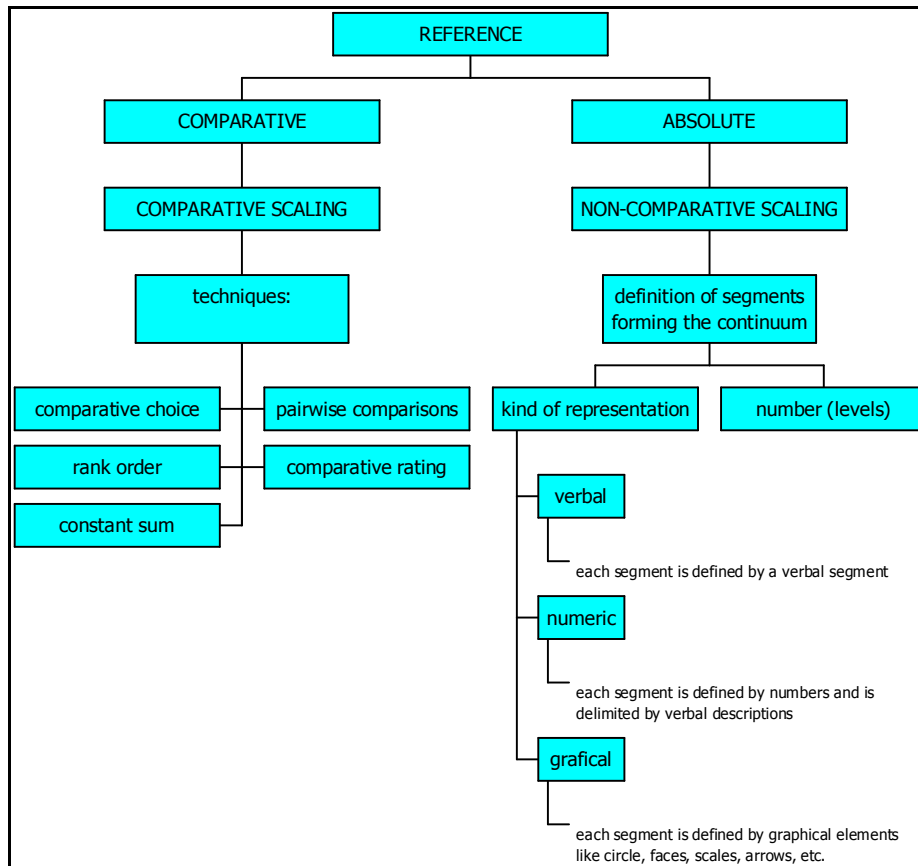 REFERENCE
COMPARATIVE
ABSOLUTE
COMPARATIVE SCALING
NON-COMPARATIVE SCALING
techniques:
definition of segments
forming the continuum
comparative choice
pairwise comparisons
kind of representation
number (levels)
rank order
comparative rating
verbal
constant sum
each segment is defined by a verbal segment
numeric
each segment is defined by numbers and is
delimited by verbal descriptions
grafical
each segment is defined by graphical elements
like circle, faces, scales, arrows, etc.